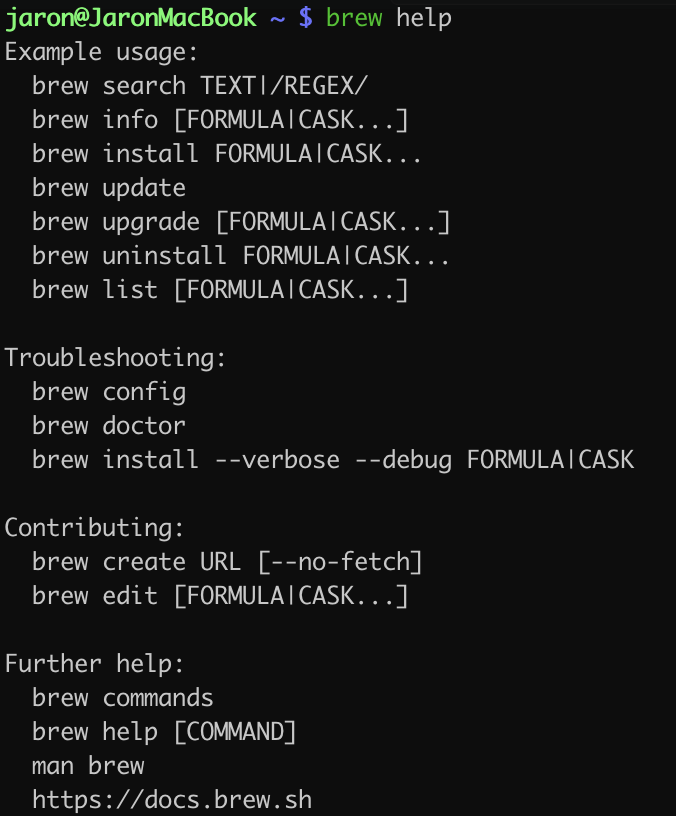 jaron@JaronMacBook ~ $ brew help
Example usage:
  brew search TEXT|/REGEX/
  brew info [FORMULA|CASK...]
  brew install FORMULA|CASK...
  brew update
  brew upgrade [FORMULA|CASK...]
  brew uninstall FORMULA|CASK...
  brew list [FORMULA|CASK...]

Troubleshooting:
  brew config
  brew doctor
  brew install --verbose --debug FORMULA|CASK

Contributing:
  brew create URL [--no-fetch]
  brew edit [FORMULA|CASK...]

Further help:
  brew commands
  brew help [COMMAND]
  man brew
  https://docs.brew.sh